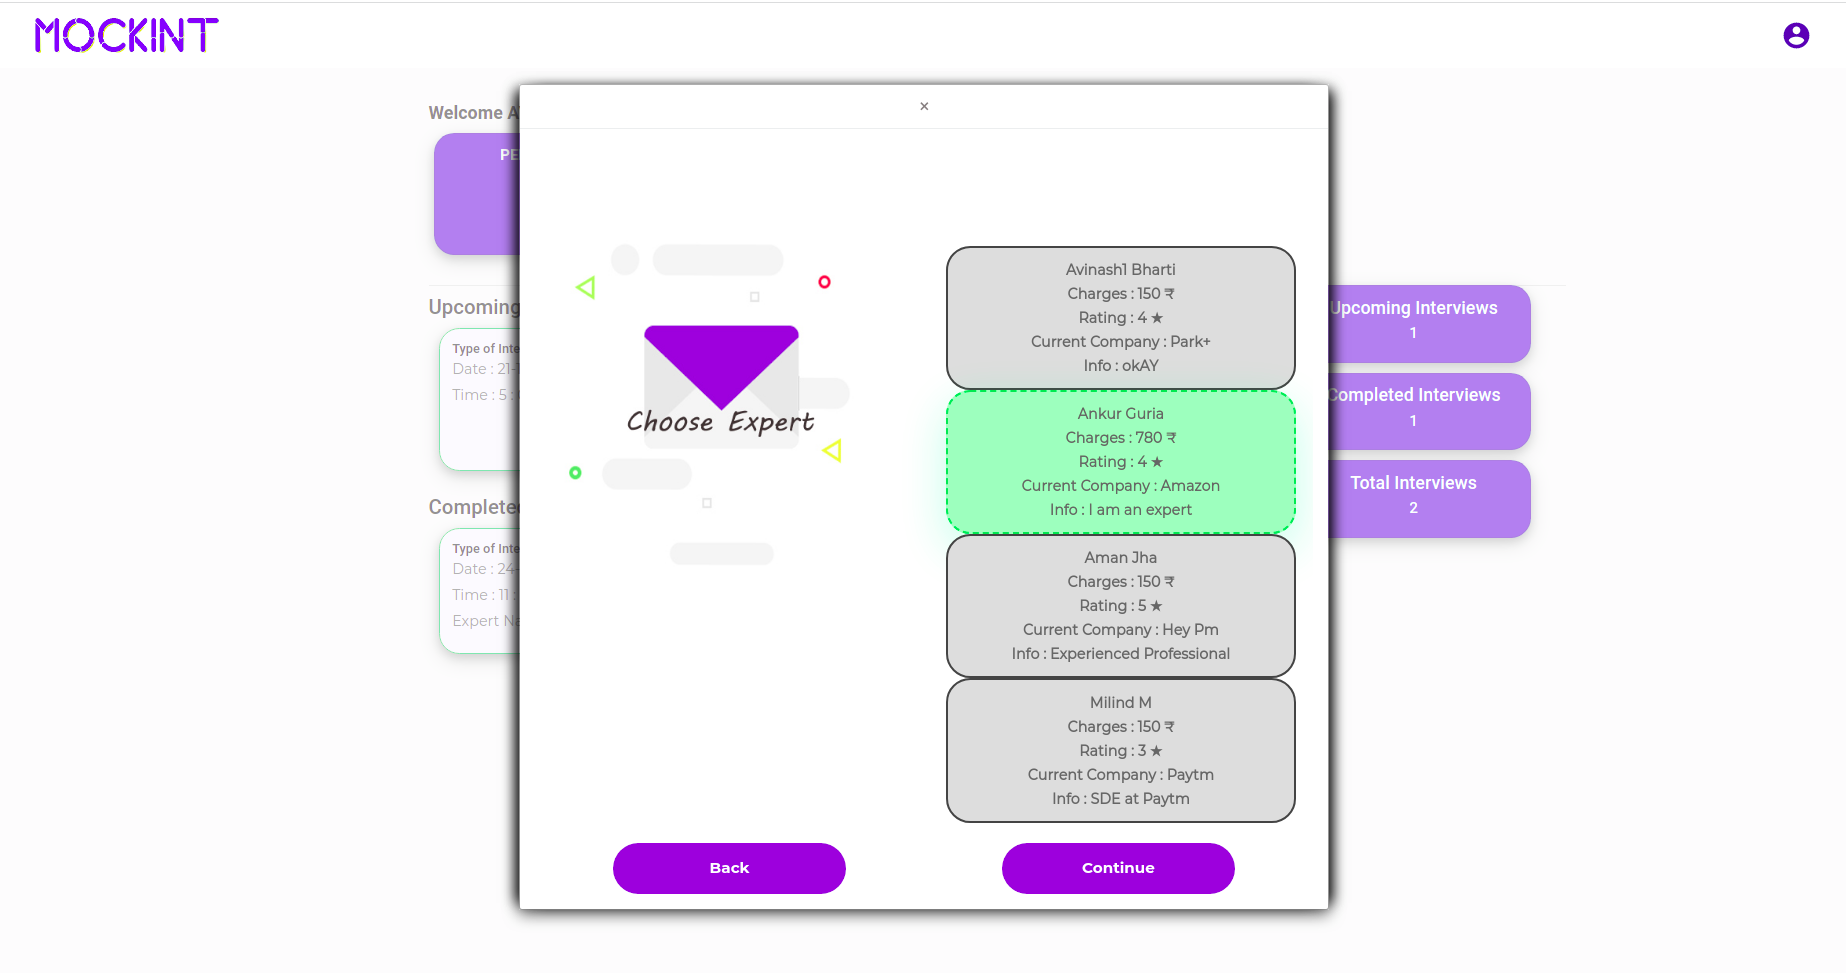 MOCKINT
×
Welcome
Upcoming
Type of Inte
Date : 21-
Time : 5 :
Completed
Type of Inte
Date : 24-
Time : 11 :
Expert Na
Choose Expert
Avinash1 Bharti
Charges : 150 ₹
Rating : 4 ★
Current Company : Park+
Info : okAY
Ankur Guria
Charges : 780 ₹
Rating : 4 ★
Current Company : Amazon
Info : I am an expert
Aman Jha
Charges : 150 ₹
Rating : 5 ★
Current Company : Hey Pm
Info : Experienced Professional
Milind M
Charges : 150 ₹
Rating : 3 ★
Current Company : Paytm
Info : SDE at Paytm
Back
Continue
Upcoming Interviews
1
Completed Interviews
1
Total Interviews
2